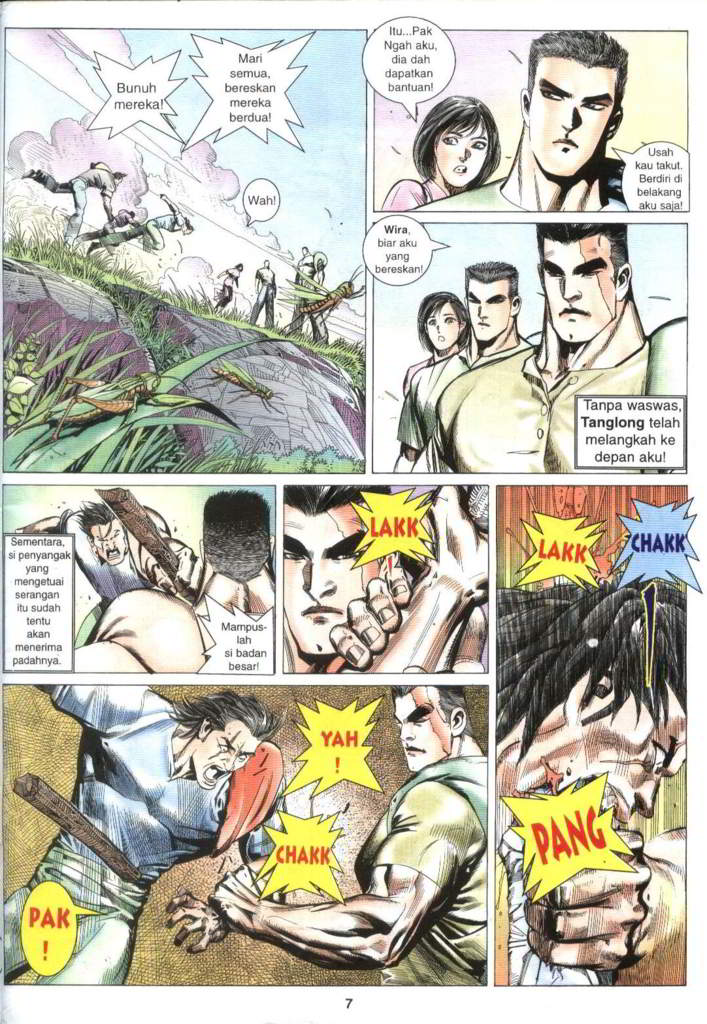 Bunuh
mereka!
Mari
semua,
bereskan
mereka
berdua!
Wah!
Itu...Pak
Ngah aku,
dia dah
dapatkan
bantuan!
Usah
kau takut.
Berdiri di
belakang
aku saja!
Wira,
biar aku
yang
bereskan!
Tanpa waswas,
Tanglong telah
melangkah ke
depan aku!
Sementara,
si penyangak
yang
mengetuai
serangan
itu sudah
tentu
akan
menerima
padahnya.
Mampus-
lah
si badan
besar!
LAKK
!
LAKK
CHAKK
PANG
YAH
!
CHAKK
PAK
!
7